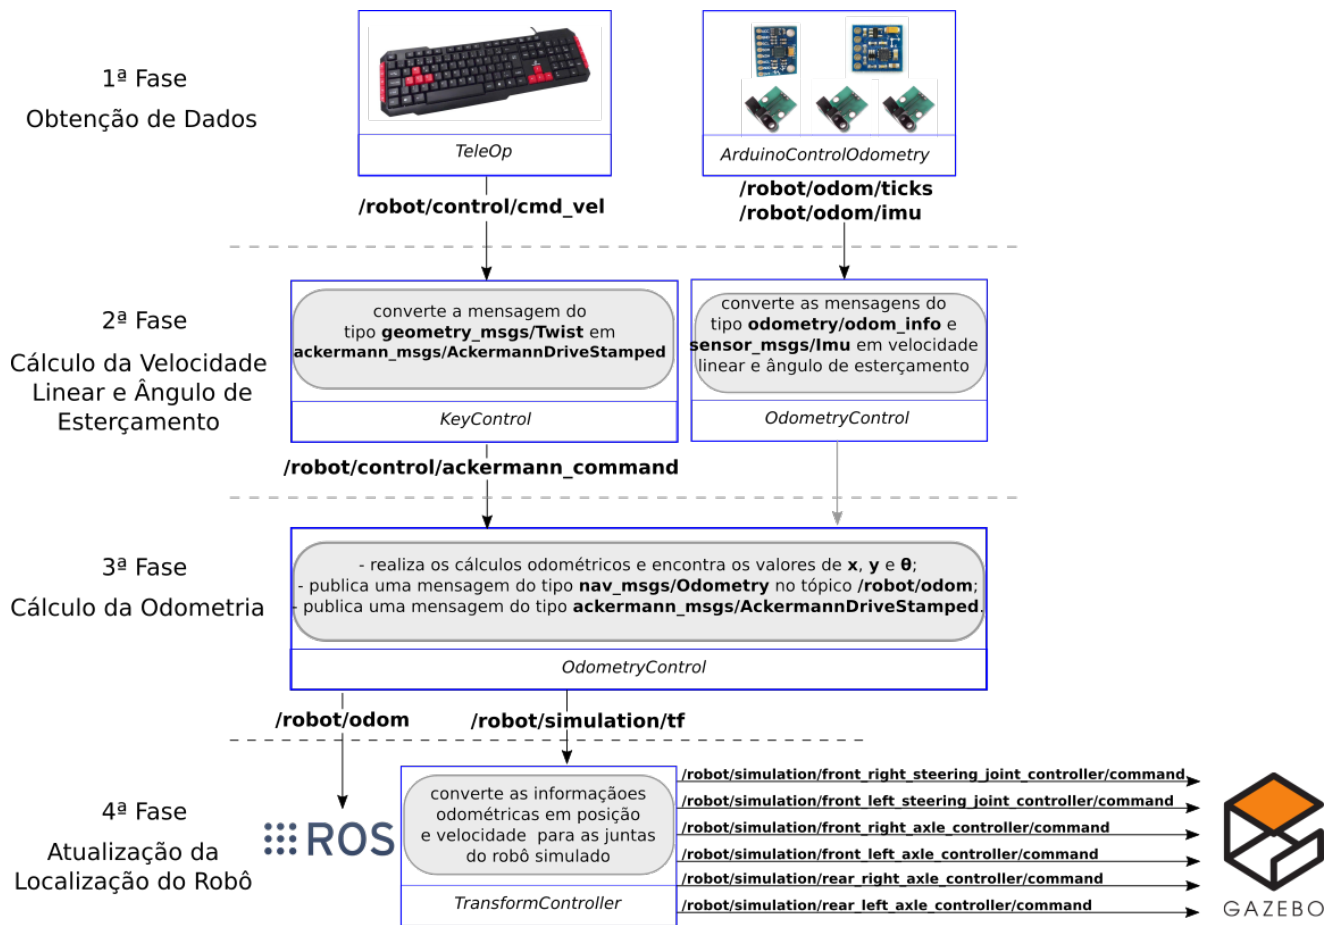 1ª Fase
Obtenção de Dados
TeleOp
ArduinoControlOdometry
/robot/control/cmd_vel
/robot/odom/ticks
/robot/odom/imu
2ª Fase
Cálculo da Velocidade
Linear e Ângulo de
Esterçamento
converte a mensagem do
tipo geometry_msgs/Twist em
ackermann_msgs/AckermannDriveStamped
KeyControl
converte as mensagens do
tipo odometry/odom_info e
sensor_msgs/Imu em velocidade
linear e ângulo de esterçamento
OdometryControl
/robot/control/ackermann_command
3ª Fase
Cálculo da Odometria
- realiza os cálculos odométricos e encontra os valores de x, y e θ;
- publica uma mensagem do tipo nav_msgs/Odometry no tópico /robot/odom;
- publica uma mensagem do tipo ackermann_msgs/AckermannDriveStamped.
OdometryControl
/robot/odom
/robot/simulation/tf
4ª Fase
Atualização da
Localização do Robô
ROS
converte as informaçãoes
odométricas em posição
e velocidade para as juntas
do robô simulado
TransformController
/robot/simulation/front_right_steering_joint_controller/command
/robot/simulation/front_left_steering_joint_controller/command
/robot/simulation/front_right_axle_controller/command
/robot/simulation/front_left_axle_controller/command
/robot/simulation/rear_right_axle_controller/command
/robot/simulation/rear_left_axle_controller/command
GAZEBO